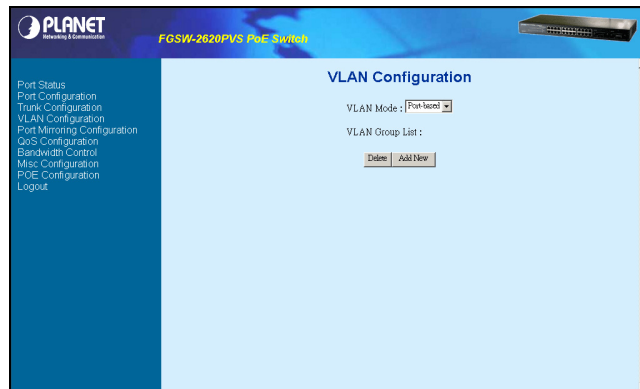 PLANET
Networking & Communication
FGSW-2620PVS PoE Switch
Port Status
Port Configuration
Trunk Configuration
VLAN Configuration
Port Mirroring Configuration
QoS Configuration
Bandwidth Control
Misc Configuration
POE Configuration
Logout
VLAN Configuration
VLAN Mode : Port-based
VLAN Group List :
Delete Add New